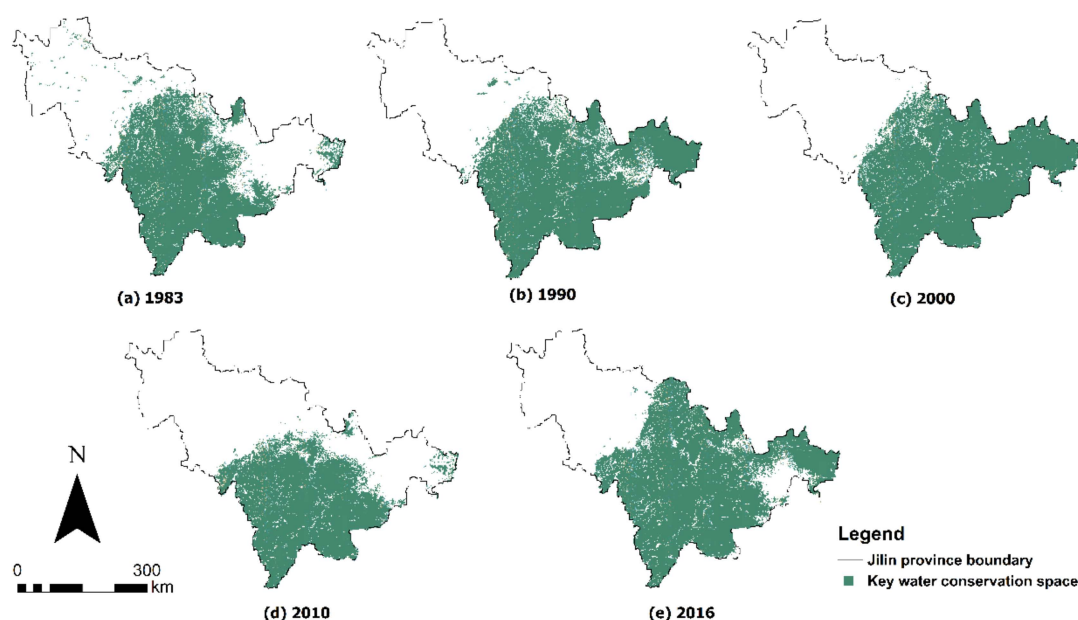 (a) 1983
(b) 1990
(c) 2000
N
0 300
km
(d) 2010
(e) 2016
Legend
Jilin province boundary
Key water conservation space